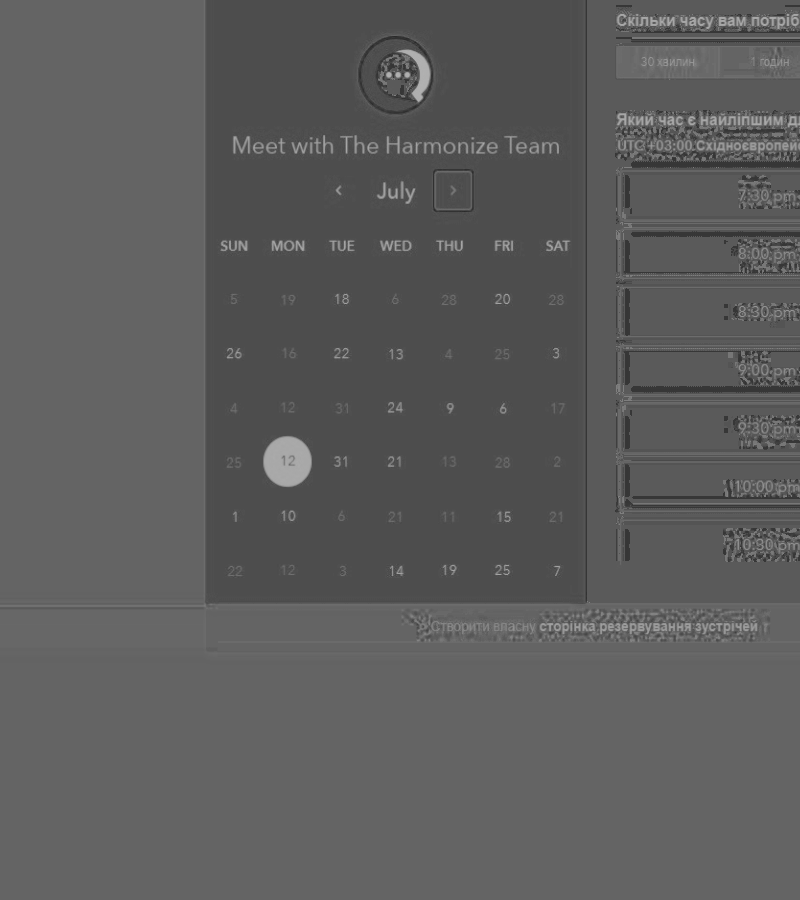 Meet with The Harmonize Team
July
SUN MON TUE WED THU FRI SAT
5 19 18 6 28 20 28
26 16 22 13 4 25 3
4 12 31 24 9 6 17
25 12 31 21 13 28 2
1 10 6 21 11 15 21
22 12 3 14 19 25 7
Скільки часу вам потріб
30 хвилин 1 годин
Який час є найліпшим д
UTC +03:00 Східноєвропей
7:30 pm
8:00 pm
8:30 pm
9:00 pm
9:30 pm
10:00 pm
10:30 pm
Створити власну сторінка резервування зустрічей